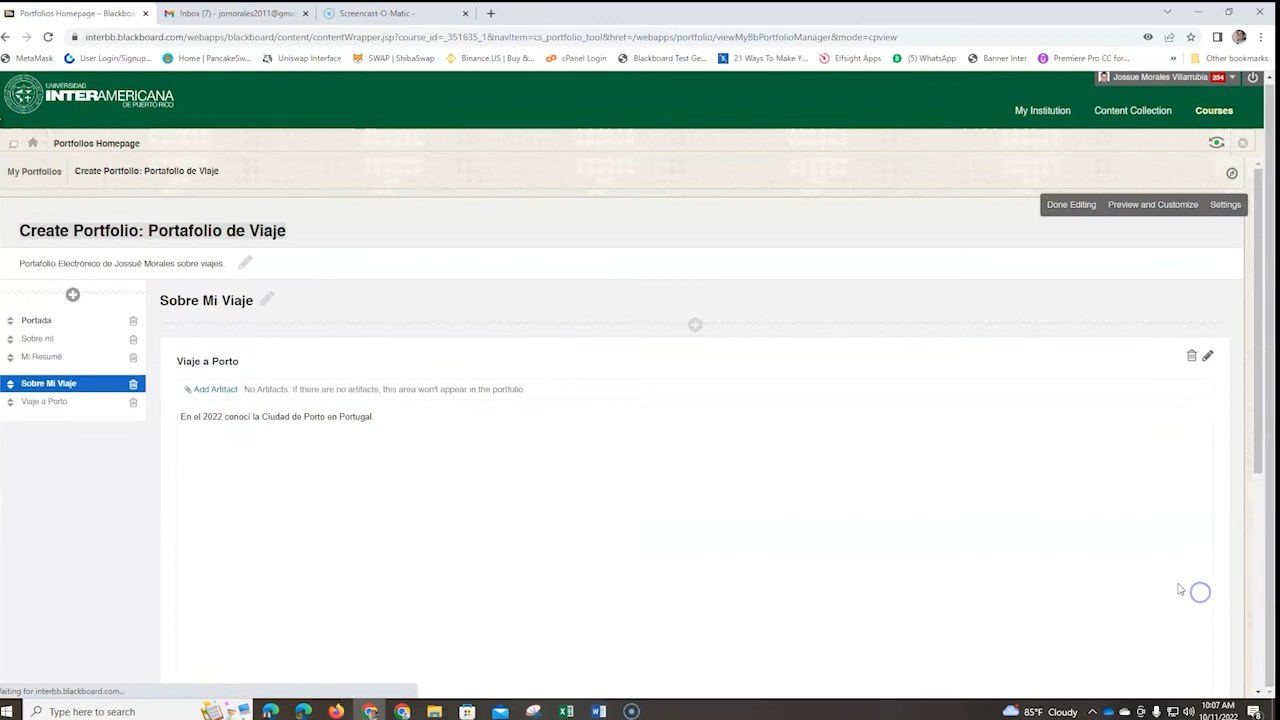 Portfolios Homepage – Blackboa
Inbox (7) - jomorales2011@gmai
Screencast-O-Matic -
interbb.blackboard.com/webapps/blackboard/content/contentWrapper.jsp?course_id=_351635_1&navItem=cs_portfolio_tool&href=/webapps/portfolio/viewMyBbPortfolioManager&mode=cpview
MetaMask
User Login/Signup...
Home | PancakeSw...
Uniswap Interface
SWAP | ShibaSwap
Binance.US | Buy &...
cPanel Login
Blackboard Test Ge...
21 Ways To Make Y...
Elfsight Apps
(5) WhatsApp
Banner Inter
Premiere Pro CC for...
»
Other bookmarks
UNIVERSIDAD
INTERAMERICANA
DE PUERTO RICO
Jossue Morales Villarrubia 254
My Institution
Content Collection
Courses
Portfolios Homepage
My Portfolios
Create Portfolio: Portafolio de Viaje
Done Editing
Preview and Customize
Settings
Create Portfolio: Portafolio de Viaje
Portafolio Electrónico de Jossué Morales sobre viajes.
Sobre Mi Viaje
Portada
Sobre mí
Mi Resumé
Sobre Mi Viaje
Viaje a Porto
Viaje a Porto
Add Artifact No Artifacts. If there are no artifacts, this area won't appear in the portfolio
En el 2022 conocí la Ciudad de Porto en Portugal.
aiting for interbb.blackboard.com...
Type here to search
85°F Cloudy
10:07 AM
10/11/2022